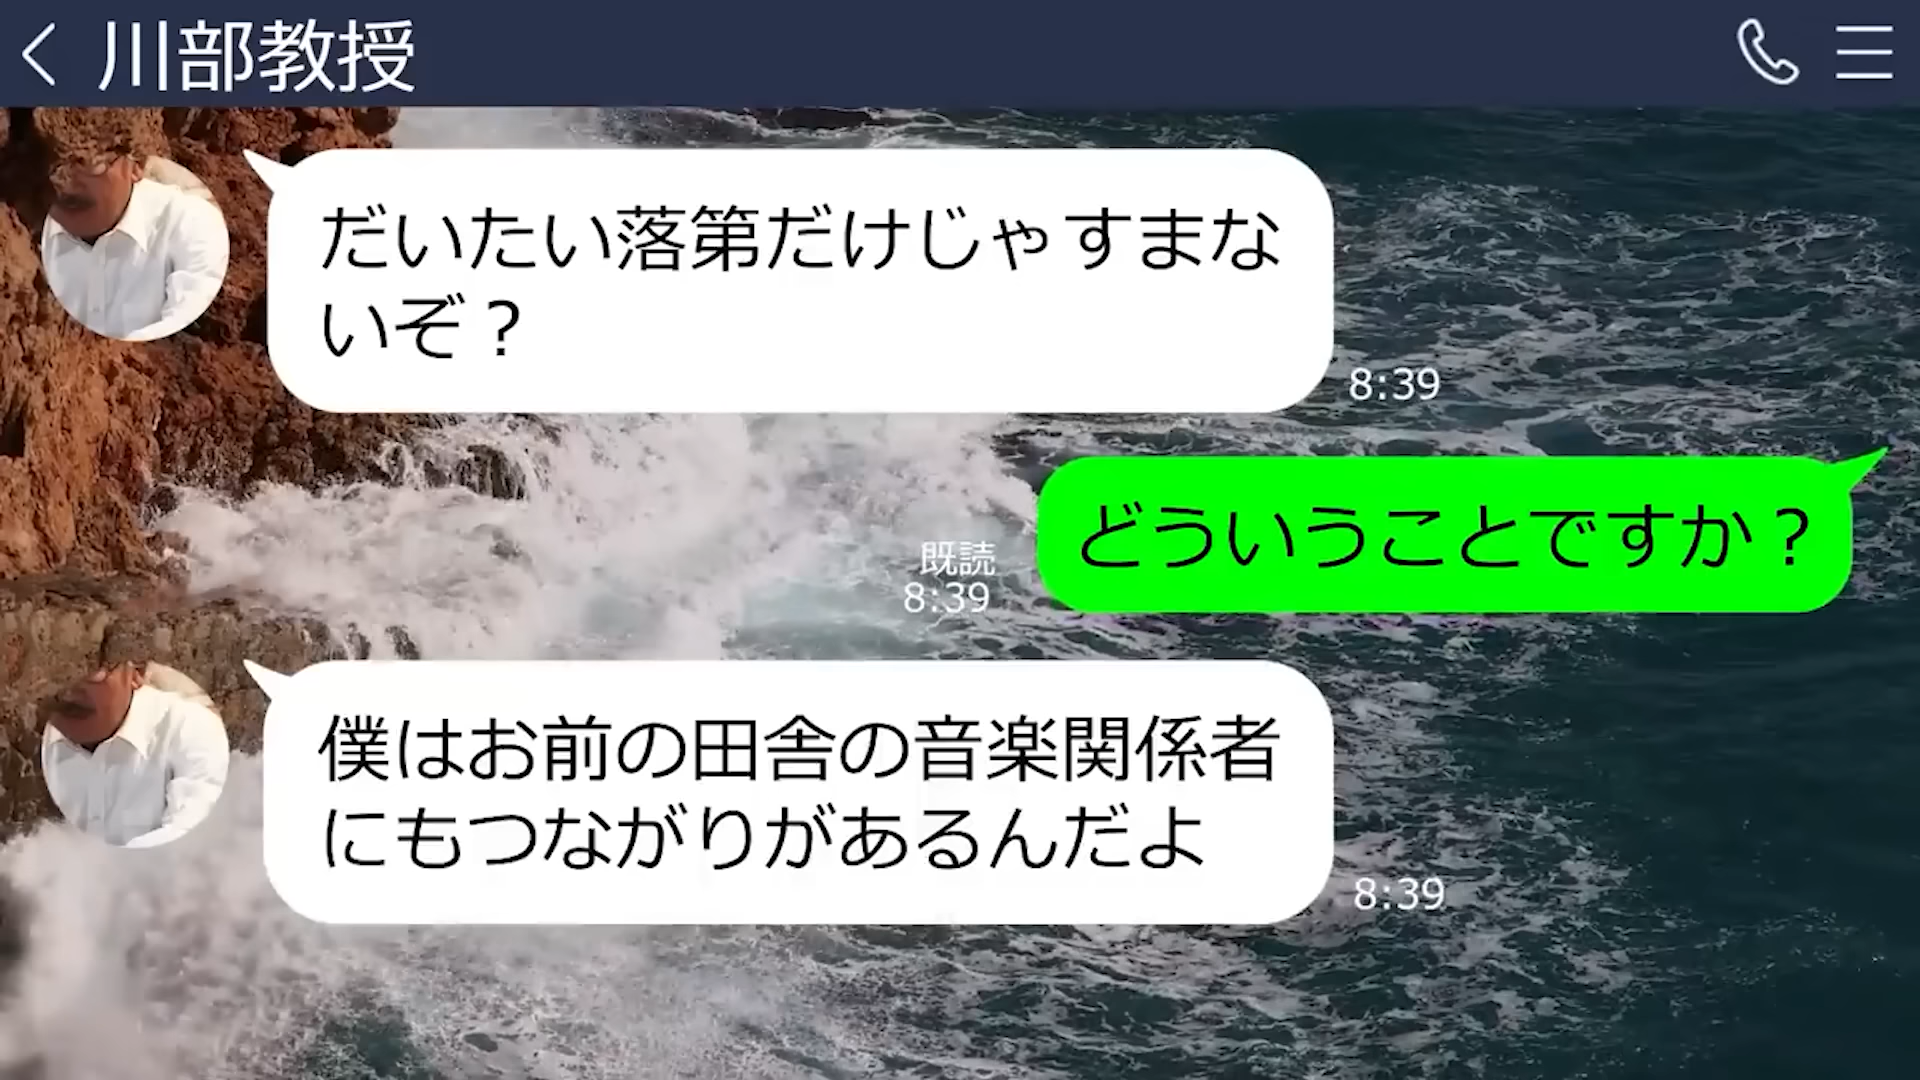 川部教授
だいたい落第だけじゃすまな
いぞ？
8:39
どういうことですか？
既読
8:39
僕はお前の田舎の音楽関係者
にもつながりがあるんだよ
8:39